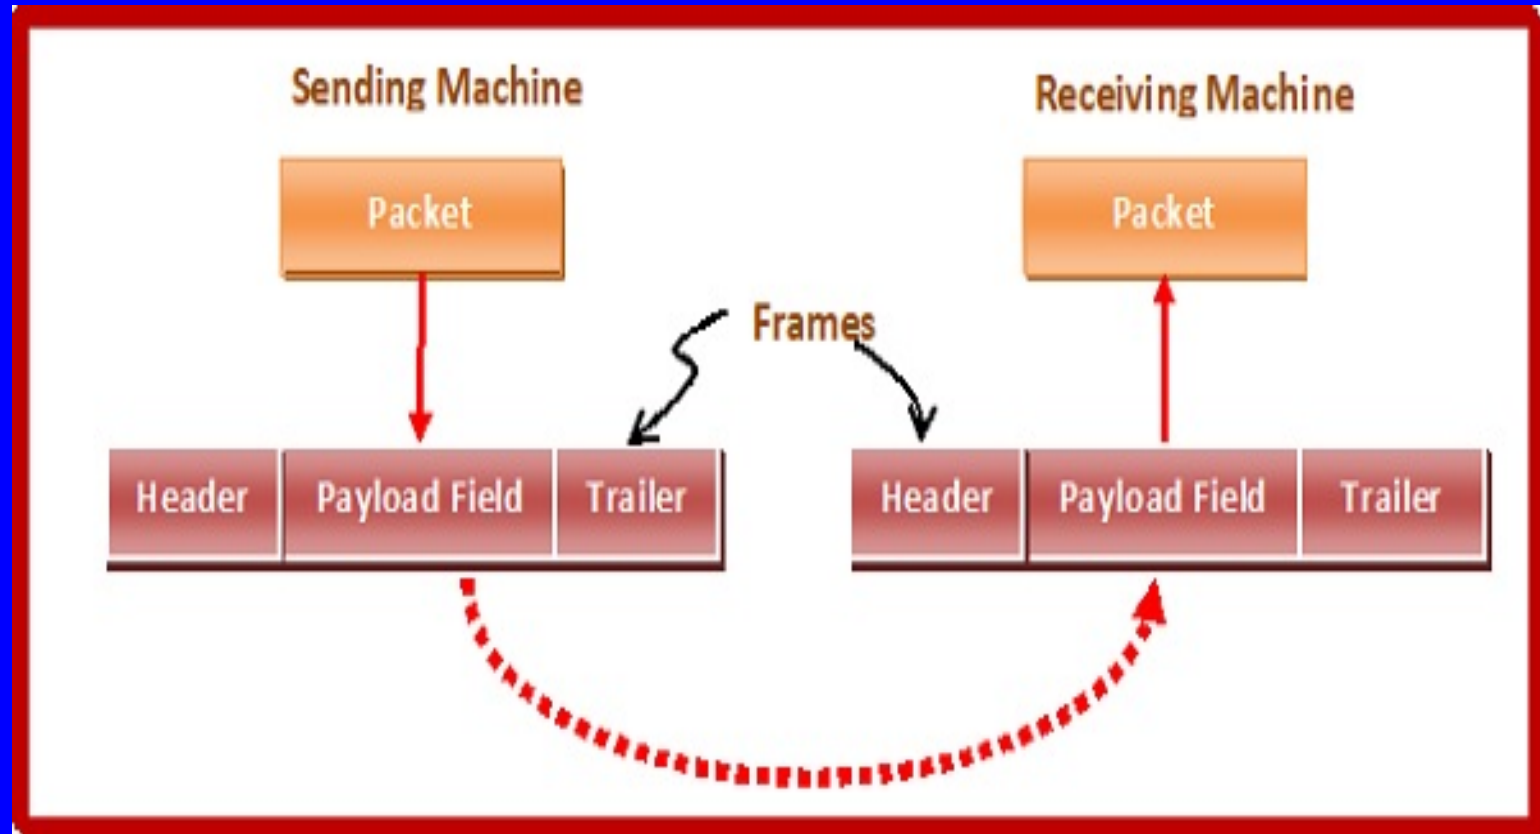 Sending Machine
Receiving Machine
Packet
Packet
Frames
Header Payload Field Trailer
Header Payload Field Trailer